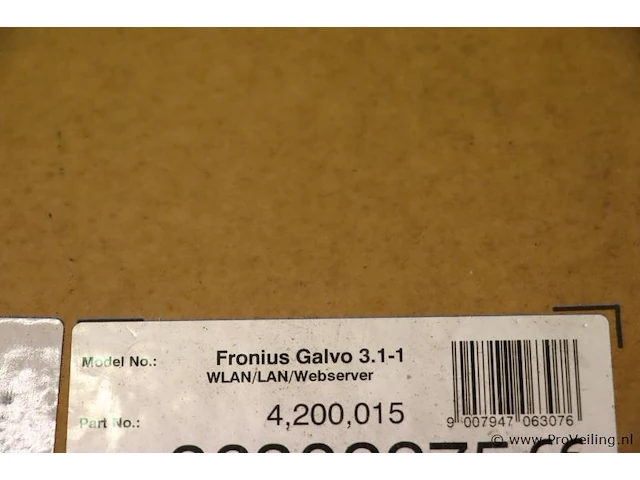 Model No.: Fronius Galvo 3.1-1
WLAN/LAN/Webserver
Part No.: 4,200,015
9 007947 063076
© www.ProVeiling.nl